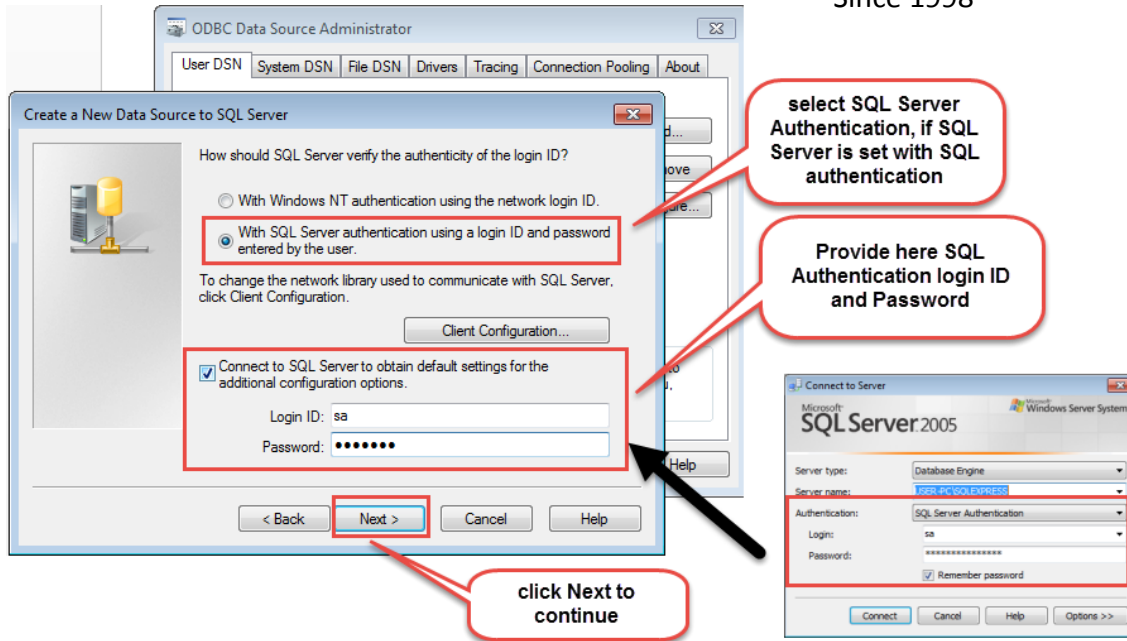 Since 1998
ODBC Data Source Administrator
User DSN System DSN File DSN Drivers Tracing Connection Pooling About
Create a New Data Source to SQL Server
How should SQL Server verify the authenticity of the login ID?
With Windows NT authentication using the network login ID.
With SQL Server authentication using a login ID and password
entered by the user.
To change the network library used to communicate with SQL Server,
click Client Configuration.
Client Configuration...
Connect to SQL Server to obtain default settings for the
additional configuration options.
Login ID: sa
Password: •••••••
< Back Next > Cancel Help
Help
select SQL Server
Authentication, if SQL
Server is set with SQL
authentication
Provide here SQL
Authentication login ID
and Password
click Next to
continue
Connect to Server
Microsoft
SQL Server 2005
Microsoft
Windows Server System
Server type: Database Engine
Server name: USER-PC\SQLEXPRESS
Authentication: SQL Server Authentication
Login: sa
Password: ***************
Remember password
Connect Cancel Help Options >>